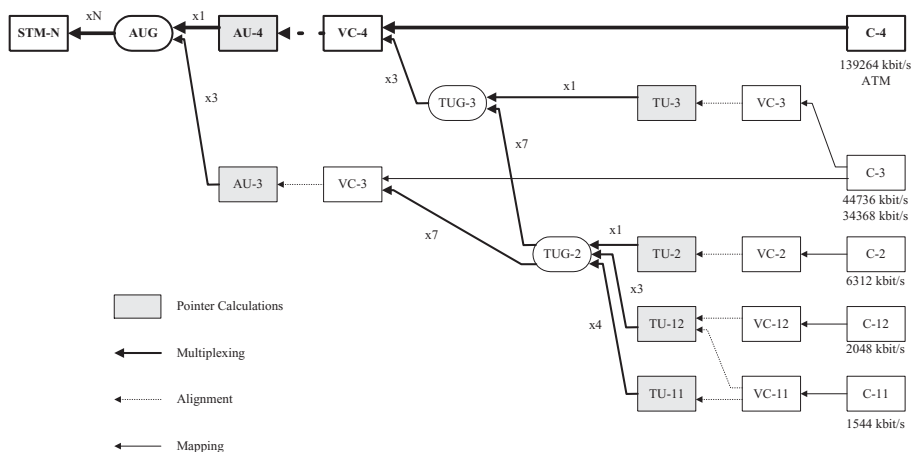 xN
x1
STM-N
AUG
AU-4
VC-4
C-4
139264 kbit/s
ATM
x3
x1
TUG-3
TU-3
VC-3
x3
x7
C-3
AU-3
VC-3
44736 kbit/s
34368 kbit/s
x7
x1
TUG-2
TU-2
VC-2
C-2
6312 kbit/s
x3
Pointer Calculations
x4
TU-12
VC-12
C-12
2048 kbit/s
Multiplexing
TU-11
VC-11
C-11
Alignment
1544 kbit/s
Mapping